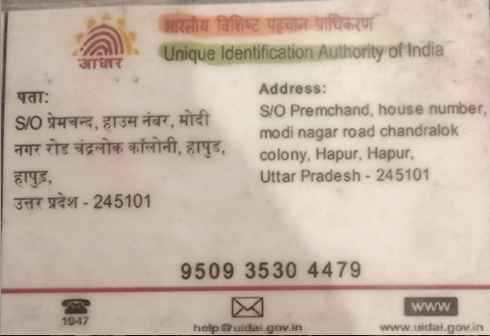 भारतीय विशिष्ट पहचान प्राधिकरण
Unique Identification Authority of India
आधार
पता:
S/O प्रेमचन्द, हाउस नंबर, मोदी
नगर रोड चंद्रलोक कॉलोनी, हापुड,
हापुड़,
उत्तर प्रदेश - 245101
Address:
S/O Premchand, house number,
modi nagar road chandralok
colony, Hapur, Hapur,
Uttar Pradesh - 245101
9509 3530 4479
1947
help@uidai.gov.in
www
www.uidai.gov.in